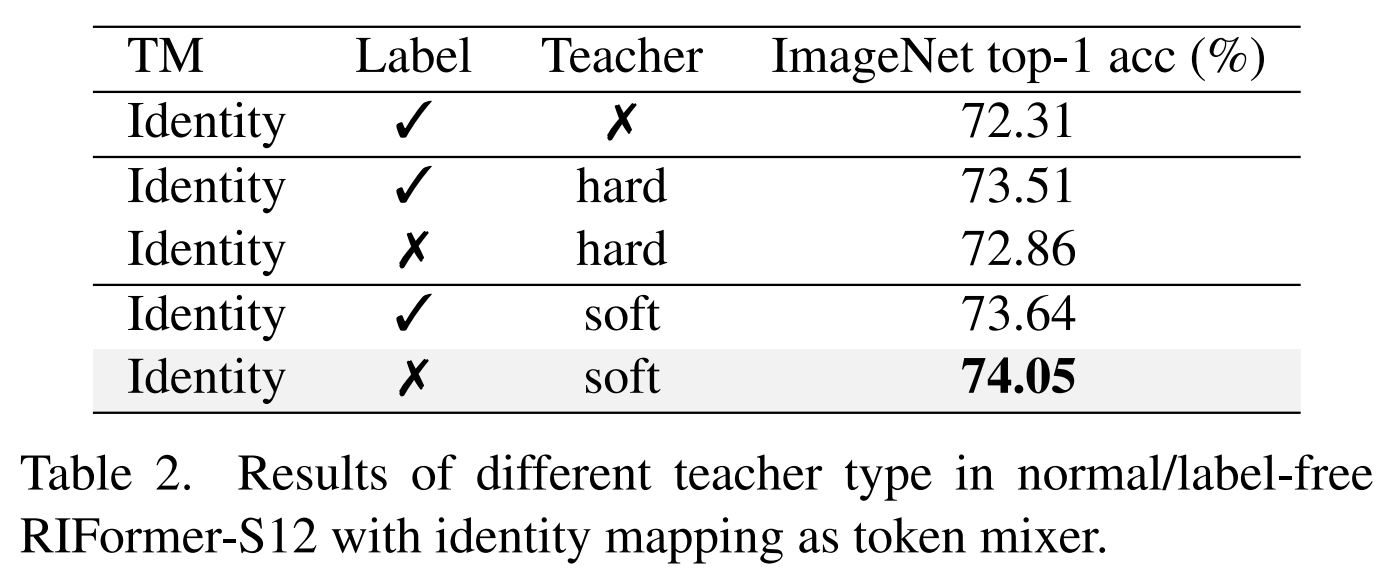 TM Label Teacher ImageNet top-1 acc (%)
Identity ✓ ✗ 72.31
Identity ✓ hard 73.51
Identity ✗ hard 72.86
Identity ✓ soft 73.64
Identity ✗ soft 74.05
Table 2. Results of different teacher type in normal/label-free
RIFormer-S12 with identity mapping as token mixer.